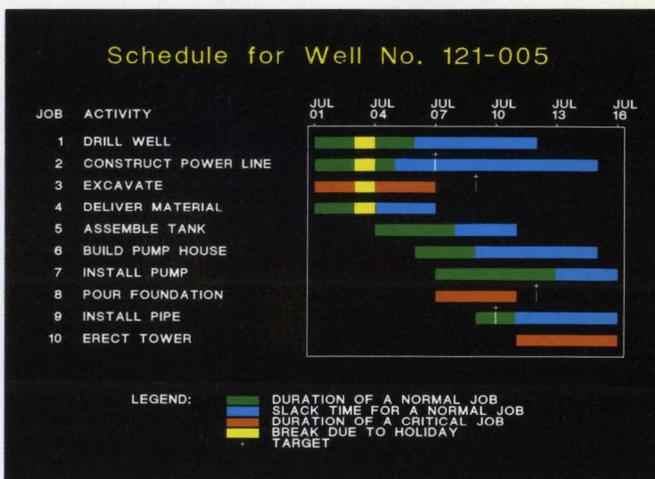 Schedule for Well No. 121-005
JOB ACTIVITY
JUL 01 JUL 04 JUL 07 JUL 10 JUL 13 JUL 16
1 DRILL WELL
2 CONSTRUCT POWER LINE
3 EXCAVATE
4 DELIVER MATERIAL
5 ASSEMBLE TANK
6 BUILD PUMP HOUSE
7 INSTALL PUMP
8 POUR FOUNDATION
9 INSTALL PIPE
10 ERECT TOWER
LEGEND: DURATION OF A NORMAL JOB
SLACK TIME FOR A NORMAL JOB
DURATION OF A CRITICAL JOB
BREAK DUE TO HOLIDAY
+ TARGET